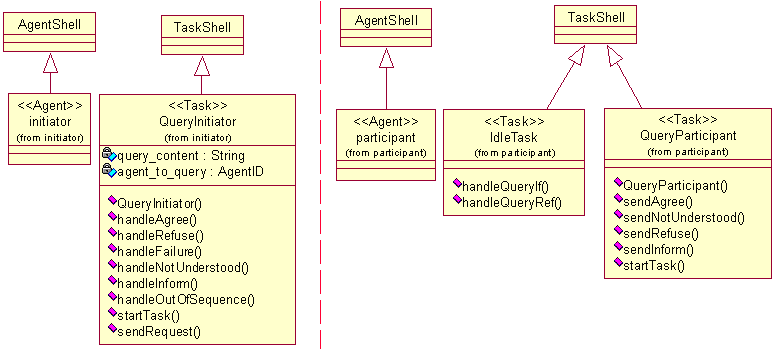 AgentShell
TaskShell
<<Agent>>
initiator
(from initiator)
<<Task>>
QueryInitiator
(from initiator)
query_content : String
agent_to_query : AgentID
QueryInitiator()
handleAgree()
handleRefuse()
handleFailure()
handleNotUnderstood()
handleInform()
handleOutOfSequence()
startTask()
sendRequest()
AgentShell
TaskShell
<<Agent>>
participant
(from participant)
<<Task>>
IdleTask
(from participant)
handleQueryIf()
handleQueryRef()
<<Task>>
QueryParticipant
(from participant)
QueryParticipant()
sendAgree()
sendNotUnderstood()
sendRefuse()
sendInform()
startTask()